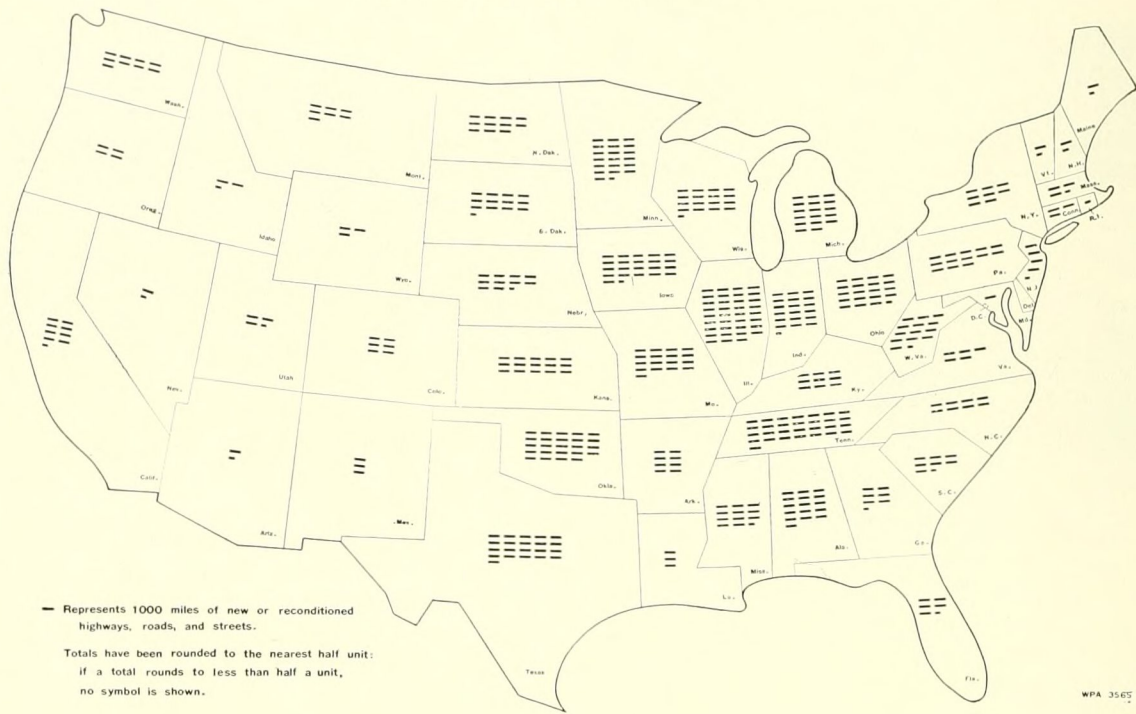 Wash.
Maine
Mont.
N. Dak.
Vt.
N.H.
Oreg.
Idaho
Minn.
Mass.
N.Y.
Conn.
R.I.
S. Dak.
Wis.
Mich.
Wyo.
Pa.
Iowa
Nebr.
N.J.
Del.
Ohio
D.C.
Md.
Nev.
Utah
Colo.
Ind.
W. Va.
Ill.
Va.
Kans.
Mo.
Ky.
Tenn.
N.C.
Calif.
Okla.
Ark.
S.C.
Ariz.
. Mex.
Ala.
Ga.
Miss.
La.
— Represents 1000 miles of new or reconditioned
highways, roads, and streets.
Totals have been rounded to the nearest half unit:
if a total rounds to less than half a unit,
no symbol is shown.
Texas
Fla.
WPA 3565